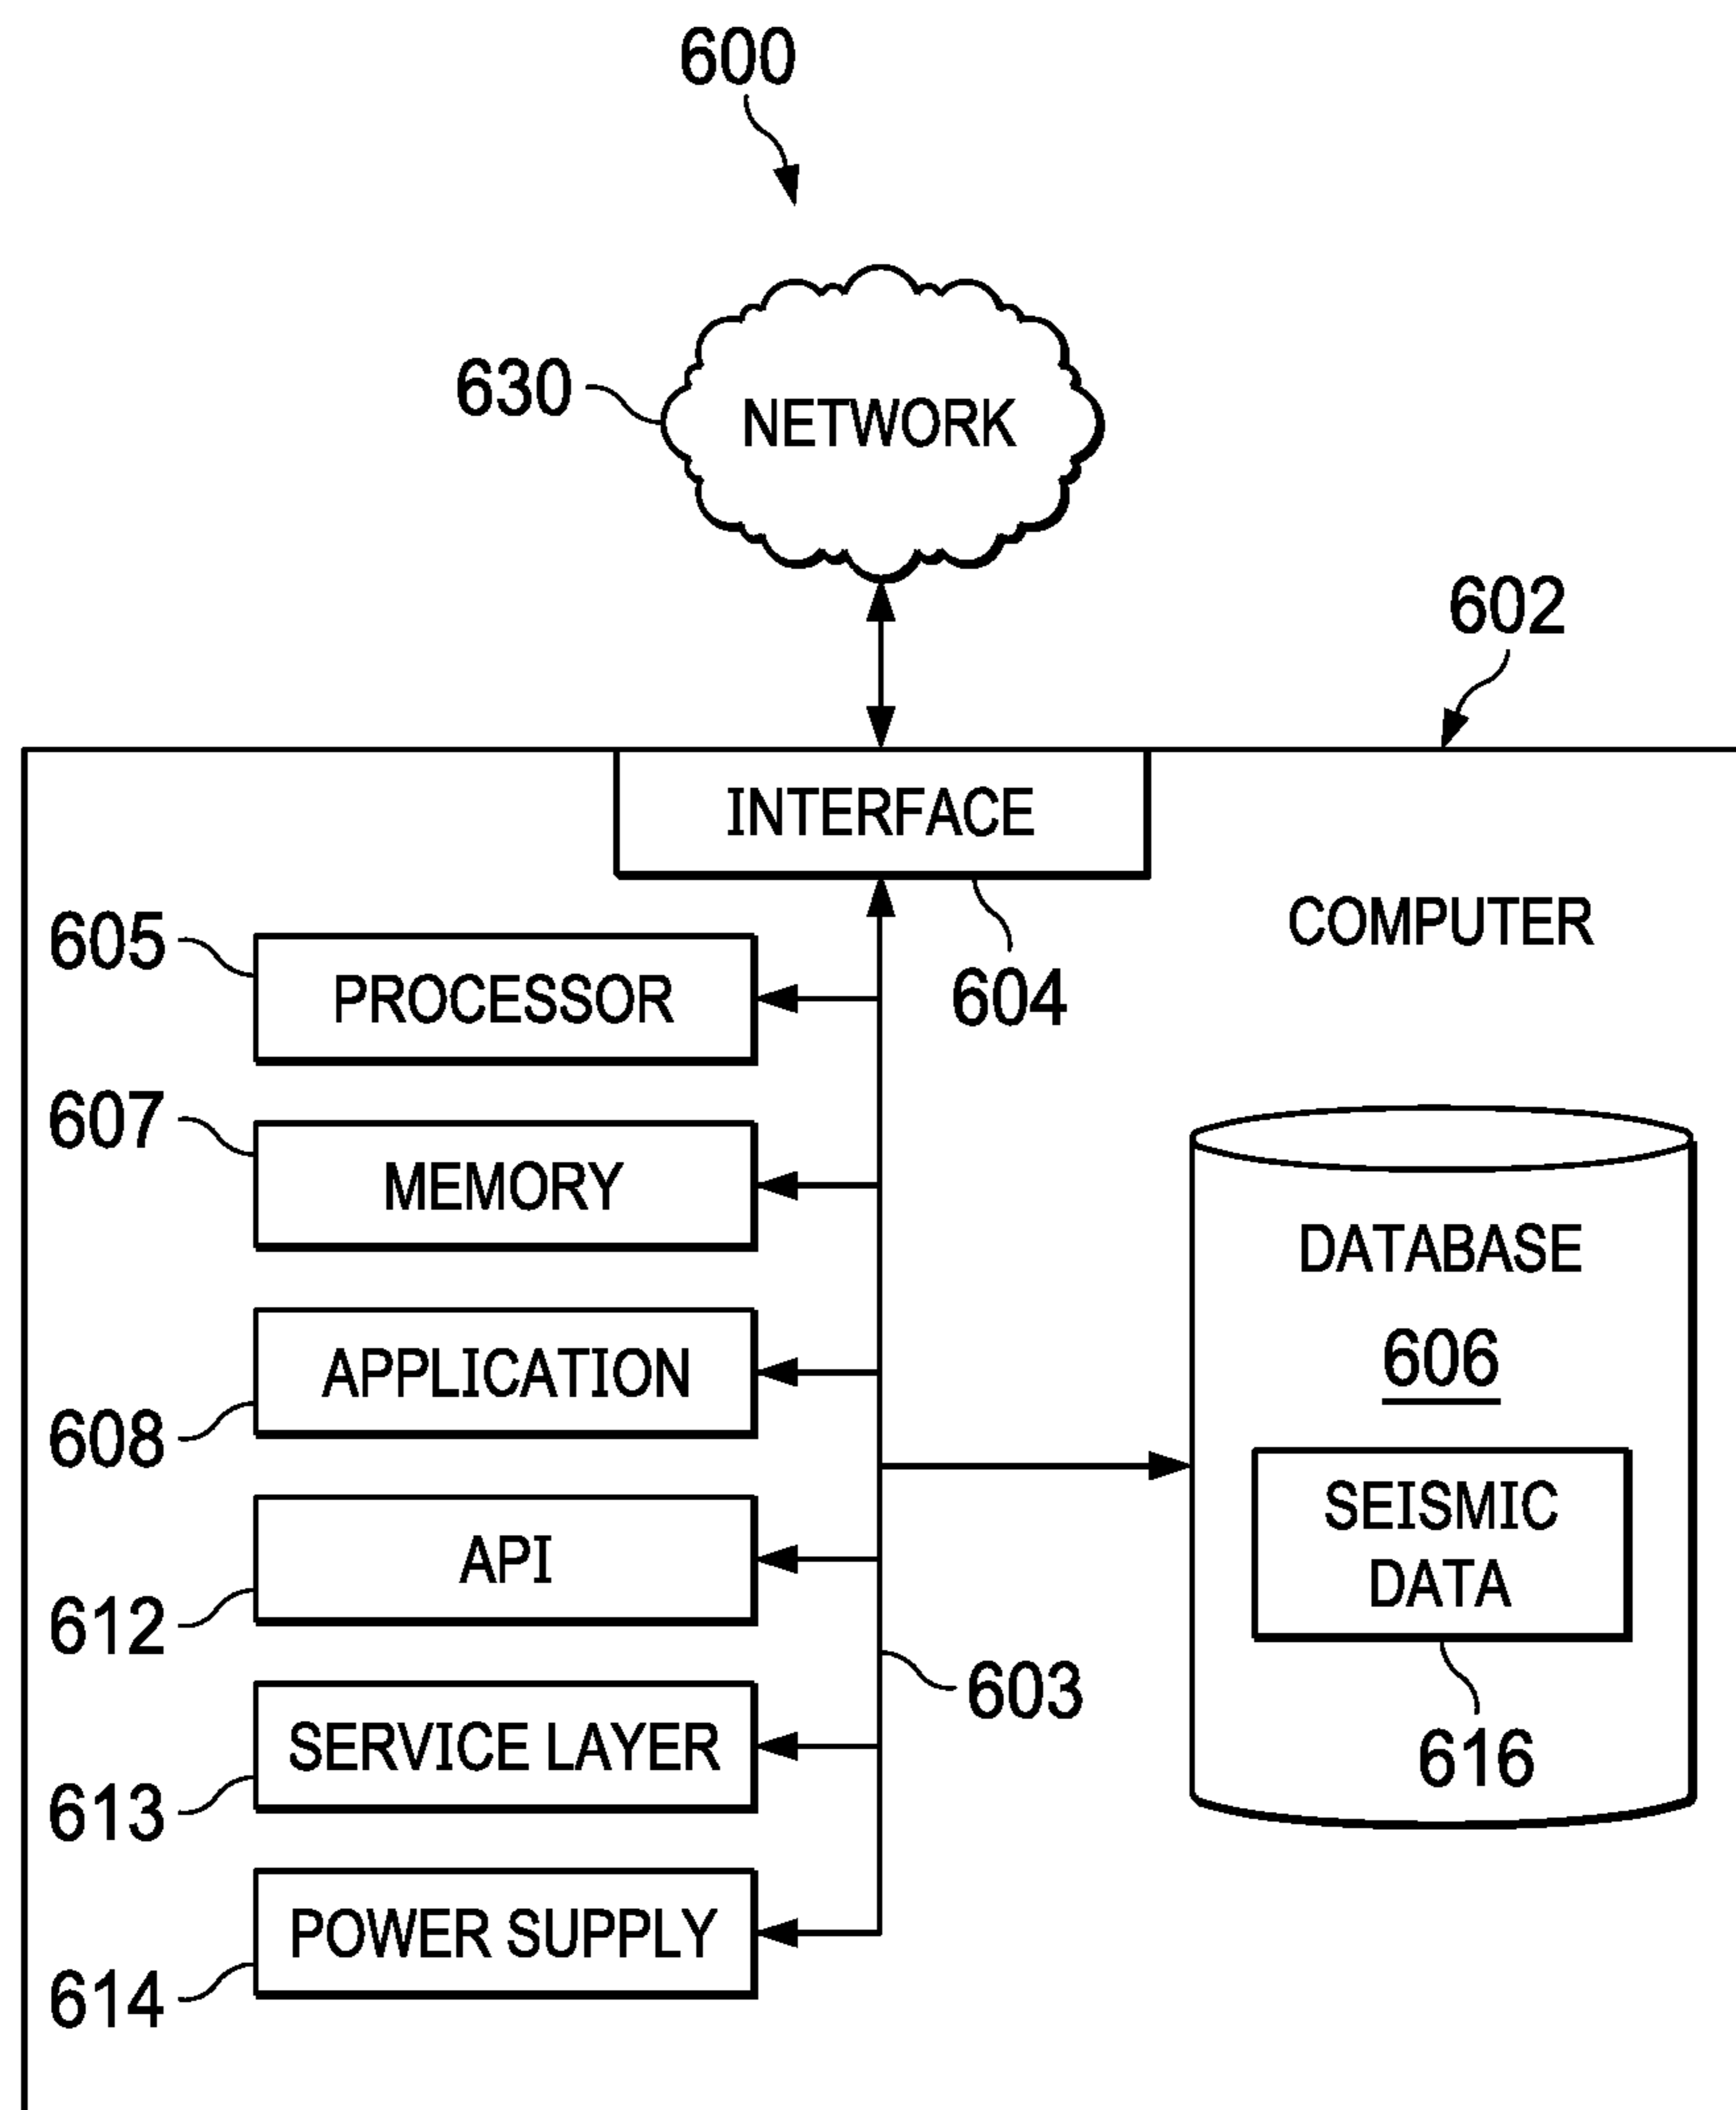 600
630
NETWORK
602
INTERFACE
605
COMPUTER
604
PROCESSOR
607
MEMORY
DATABASE
606
APPLICATION
608
SEISMIC
DATA
API
612
603
SERVICE LAYER
616
613
POWER SUPPLY
614